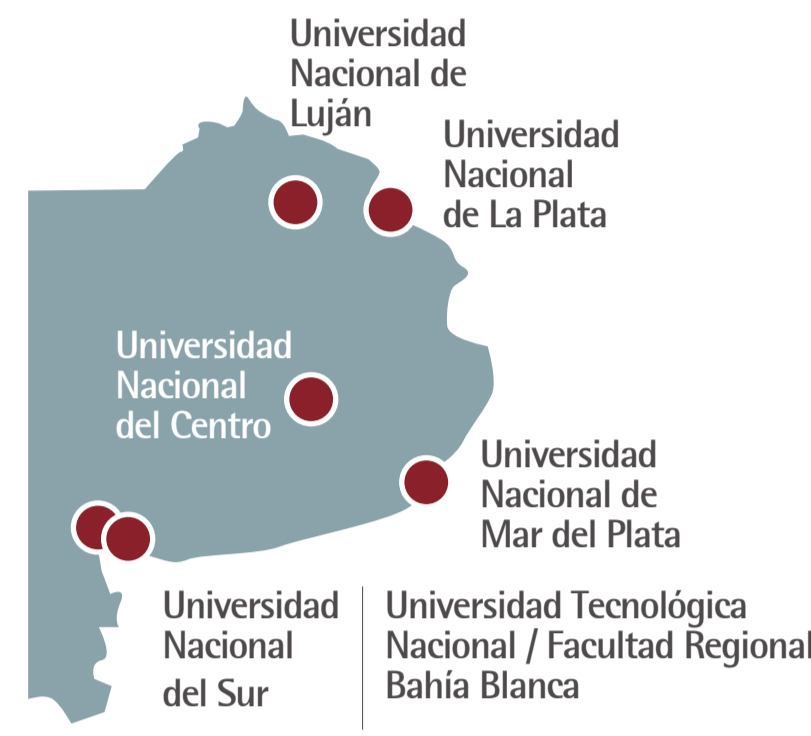 Universidad
Nacional de
Luján
Universidad
Nacional
de La Plata
Universidad
Nacional
del Centro
Universidad
Nacional de
Mar del Plata
Universidad
Nacional
del Sur
Universidad Tecnológica
Nacional / Facultad Regional
Bahía Blanca